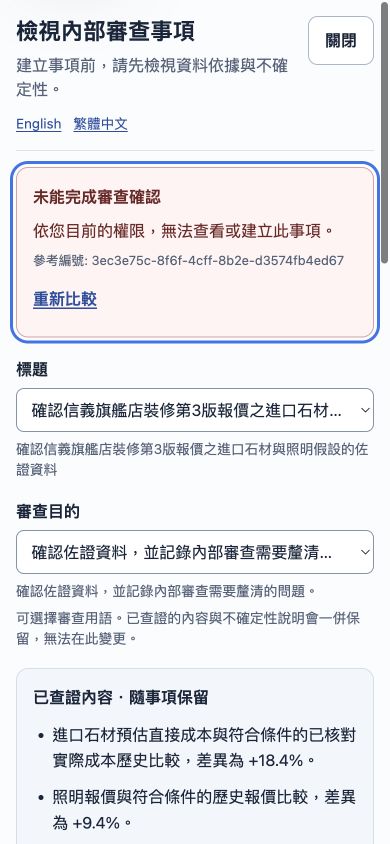 檢視內部審查事項
關閉
建立事項前，請先檢視資料依據與不確
定性。
English 繁體中文
未能完成審查確認
依您目前的權限，無法查看或建立此事項。
參考編號: 3ec3e75c-8f6f-4cff-8b2e-d3574fb4ed67
重新比較
標題
確認信義旗艦店裝修第3版報價之進口石材...
確認信義旗艦店裝修第3版報價之進口石材與照明假設的佐
證資料
審查目的
確認佐證資料，並記錄內部審查需要釐清...
確認佐證資料，並記錄內部審查需要釐清的問題。
可選擇審查用語。已查證的內容與不確定性說明會一併保
留，無法在此變更。
已查證內容 · 隨事項保留
• 進口石材預估直接成本與符合條件的已核對
實際成本歷史比較，差異為 +18.4%。
• 照明報價與符合條件的歷史報價比較，差異
為 +9.4%。